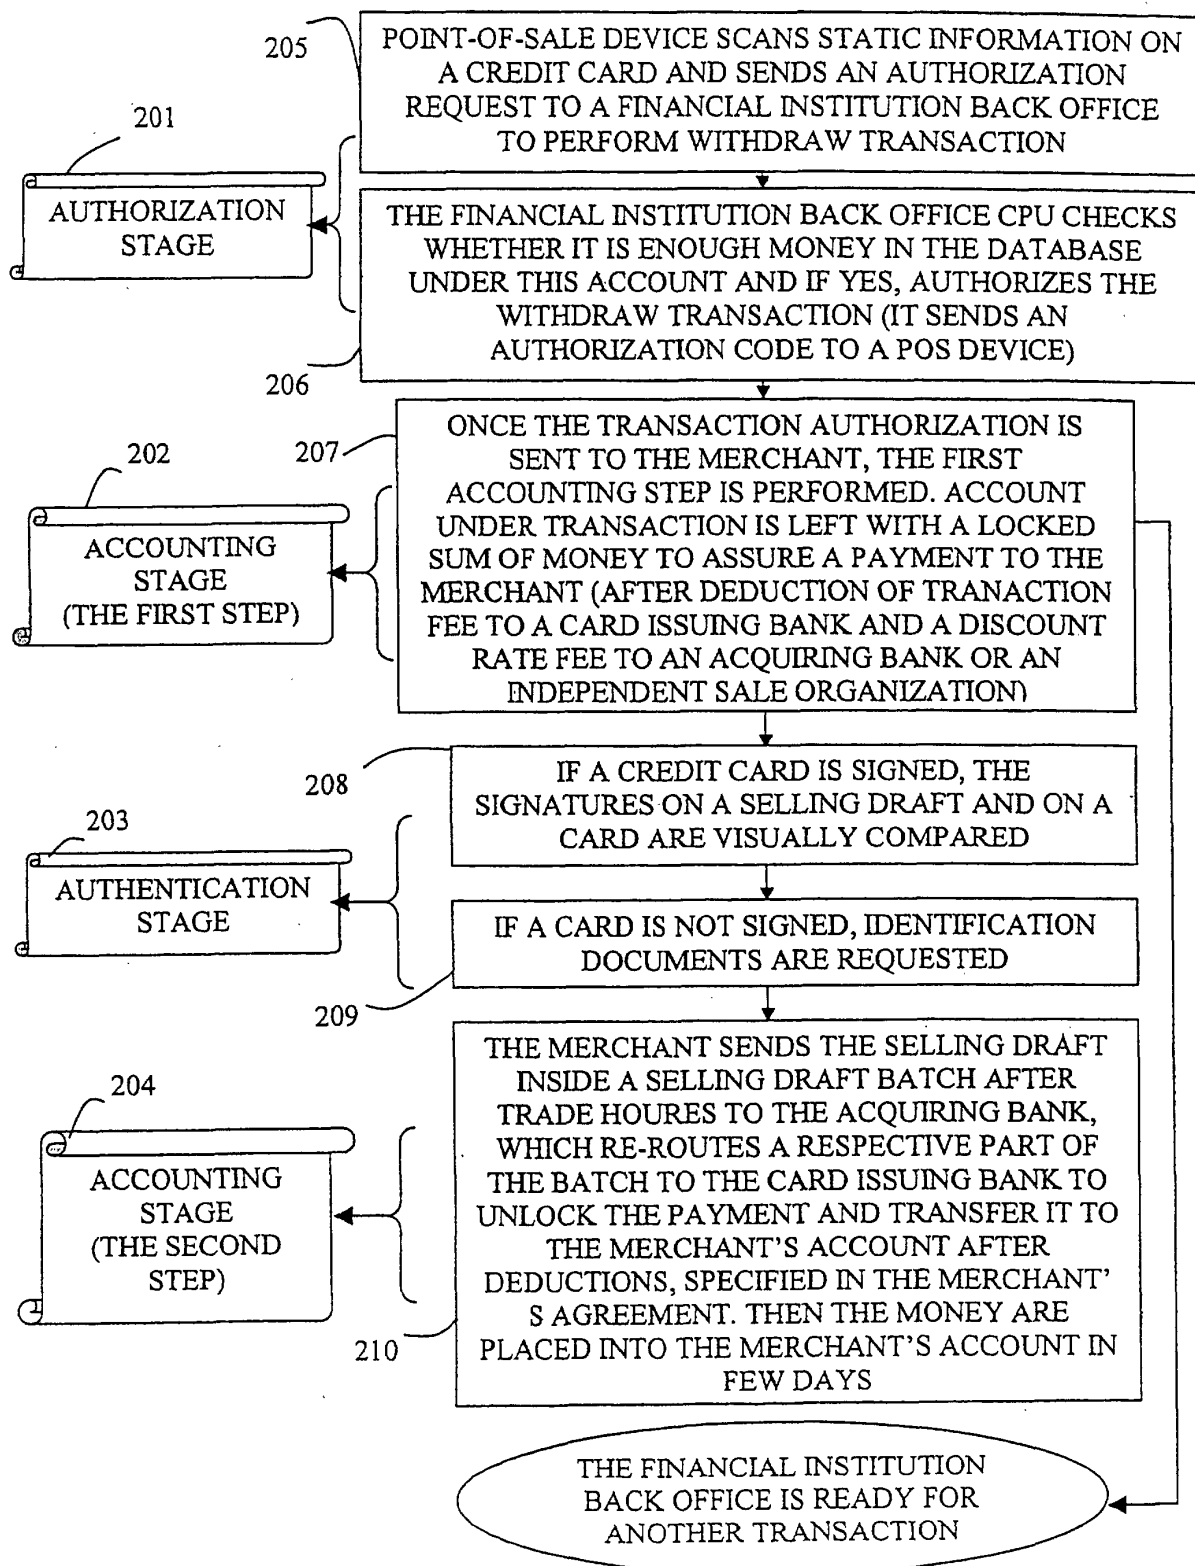 205
POINT-OF-SALE DEVICE SCANS STATIC INFORMATION ON
A CREDIT CARD AND SENDS AN AUTHORIZATION
REQUEST TO A FINANCIAL INSTITUTION BACK OFFICE
TO PERFORM WITHDRAW TRANSACTION
201
AUTHORIZATION
STAGE
THE FINANCIAL INSTITUTION BACK OFFICE CPU CHECKS
WHETHER IT IS ENOUGH MONEY IN THE DATABASE
UNDER THIS ACCOUNT AND IF YES, AUTHORIZES THE
WITHDRAW TRANSACTION (IT SENDS AN
AUTHORIZATION CODE TO A POS DEVICE)
206
207
ONCE THE TRANSACTION AUTHORIZATION IS
SENT TO THE MERCHANT, THE FIRST
ACCOUNTING STEP IS PERFORMED. ACCOUNT
UNDER TRANSACTION IS LEFT WITH A LOCKED
SUM OF MONEY TO ASSURE A PAYMENT TO THE
MERCHANT (AFTER DEDUCTION OF TRANACTION
FEE TO A CARD ISSUING BANK AND A DISCOUNT
RATE FEE TO AN ACQUIRING BANK OR AN
INDEPENDENT SALE ORGANIZATION)
202
ACCOUNTING
STAGE
(THE FIRST STEP)
208
IF A CREDIT CARD IS SIGNED, THE
SIGNATURES ON A SELLING DRAFT AND ON A
CARD ARE VISUALLY COMPARED
203
AUTHENTICATION
STAGE
IF A CARD IS NOT SIGNED, IDENTIFICATION
DOCUMENTS ARE REQUESTED
209
THE MERCHANT SENDS THE SELLING DRAFT
INSIDE A SELLING DRAFT BATCH AFTER
TRADE HOURES TO THE ACQUIRING BANK,
WHICH RE-ROUTES A RESPECTIVE PART OF
THE BATCH TO THE CARD ISSUING BANK TO
UNLOCK THE PAYMENT AND TRANSFER IT TO
THE MERCHANT'S ACCOUNT AFTER
DEDUCTIONS, SPECIFIED IN THE MERCHANT'
S AGREEMENT. THEN THE MONEY ARE
PLACED INTO THE MERCHANT'S ACCOUNT IN
FEW DAYS
204
ACCOUNTING
STAGE
(THE SECOND
STEP)
210
THE FINANCIAL INSTITUTION
BACK OFFICE IS READY FOR
ANOTHER TRANSACTION